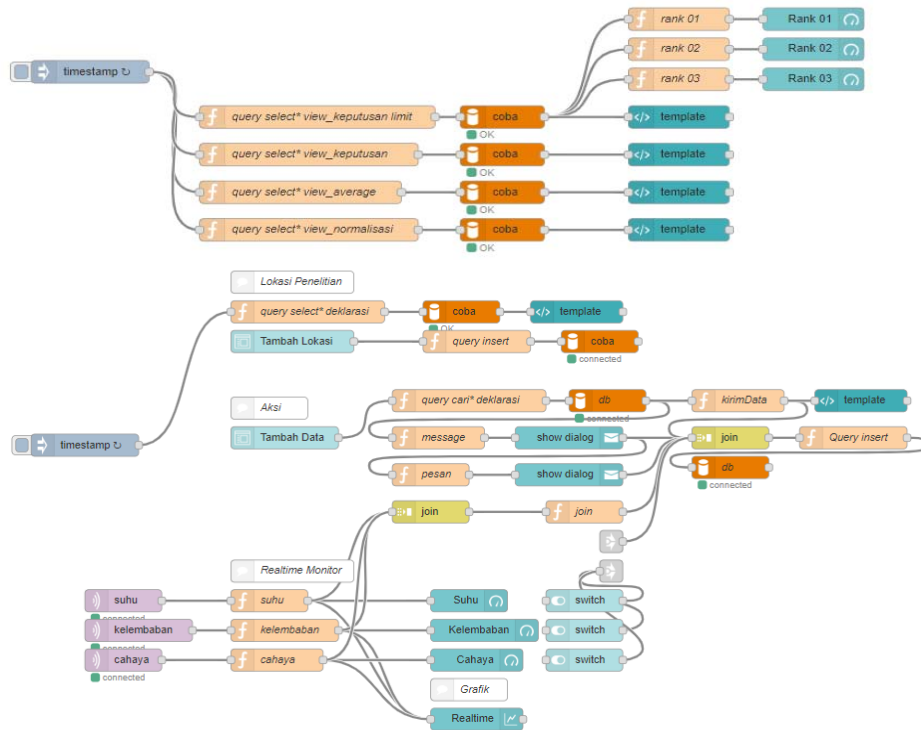 rank 01
Rank 01
rank 02
Rank 02
timestamp ↻
rank 03
Rank 03
query select* view_keputusan limit
coba
template
OK
query select* view_keputusan
coba
template
OK
query select* view_average
coba
template
OK
query select* view_normalisasi
coba
template
OK
Lokasi Penelitian
query select* deklarasi
coba
template
OK
Tambah Lokasi
query insert
coba
connected
query cari* deklarasi
db
kirimData
template
connected
Aksi
timestamp ↻
Tambah Data
message
show dialog
join
Query insert
pesan
show dialog
db
connected
join
join
Realtime Monitor
suhu
suhu
Suhu
switch
connected
kelembaban
kelembaban
Kelembaban
switch
connected
cahaya
cahaya
Cahaya
switch
connected
Grafik
Realtime